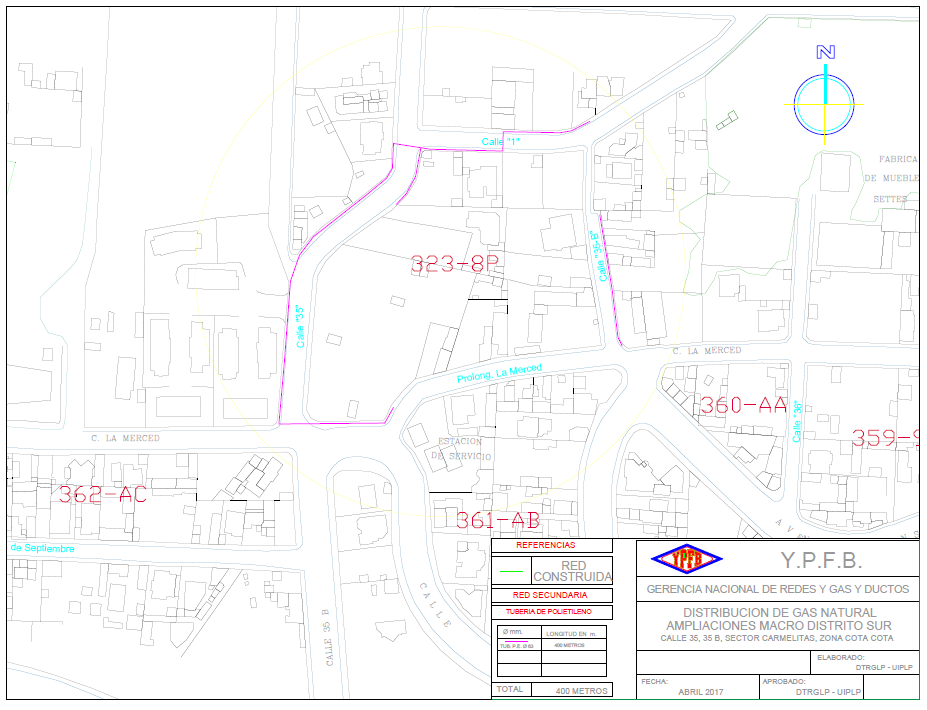 N
Calle "1"
FABRICA
DE MUEBLE
SETTES
Calle "35-B"
323-8P
Calle "35"
C. LA MERCED
Prolong. La Merced
360-AA
Calle "36"
359-9
C. LA MERCED
ESTACION
DE SERVICIO
362-AC
361-AB
A V
de Septiembre
CALLE
CALLE 35 B
REFERENCIAS
RED
CONSTRUIDA
RED SECUNDARIA
TUBERIA DE POLIETILENO
Ø mm.
LONGITUD EN m.
TUB. P.E. Ø 63
400 METROS
TOTAL
400 METROS
YPFB
Y.P.F.B.
GERENCIA NACIONAL DE REDES Y GAS Y DUCTOS
DISTRIBUCION DE GAS NATURAL
AMPLIACIONES MACRO DISTRITO SUR
CALLE 35, 35 B, SECTOR CARMELITAS, ZONA COTA COTA
ELABORADO:
DTRGLP - UIPLP
FECHA:
ABRIL 2017
APROBADO:
DTRGLP - UIPLP